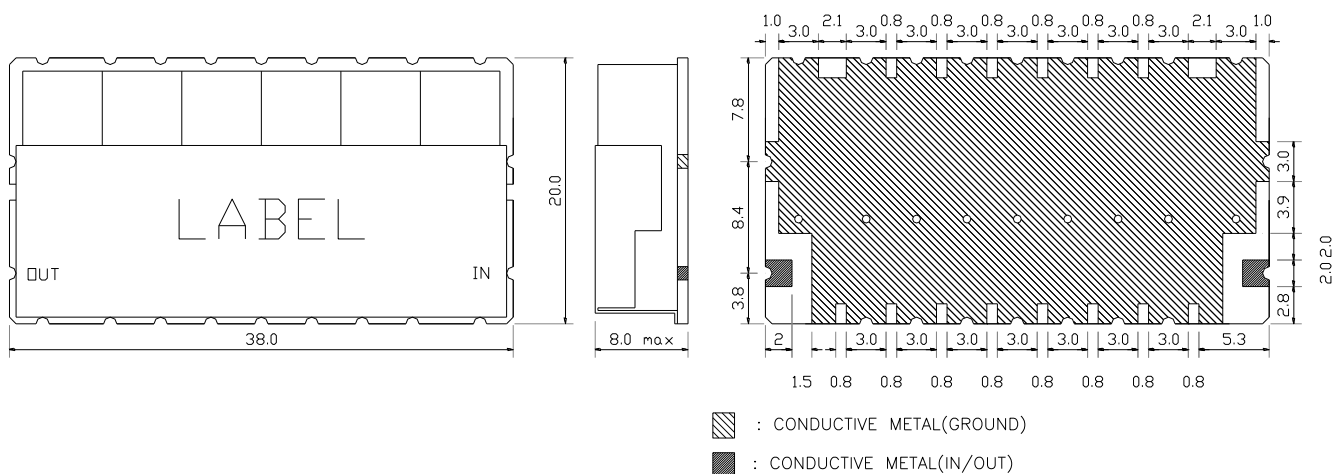 1.0 3.0 2.1 3.0 0.8 3.0 0.8 3.0 0.8 3.0 0.8 3.0 0.8 3.0 0.8 3.0 2.1 3.0 1.0
7.8
8.4
3.8
3.0
3.9
2.0
2.0
2.8
LABEL
OUT
IN
20.0
38.0
8.0 max
2 3.0 3.0 3.0 3.0 3.0 3.0 3.0 5.3
1.5 0.8 0.8 0.8 0.8 0.8 0.8 0.8 0.8
: CONDUCTIVE METAL(GROUND)
: CONDUCTIVE METAL(IN/OUT)